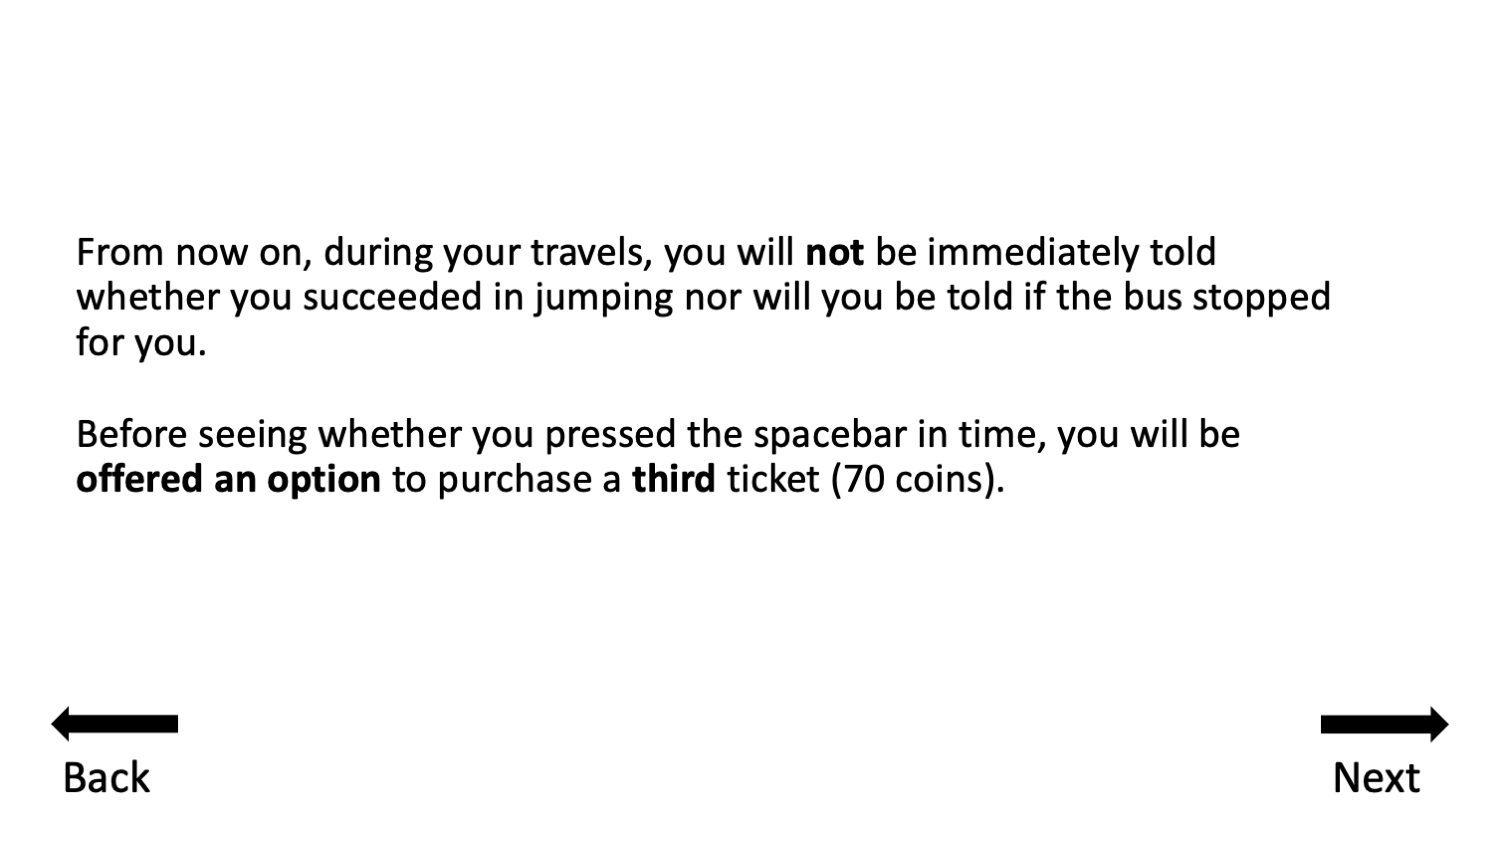 From now on, during your travels, you will not be immediately told
whether you succeeded in jumping nor will you be told if the bus stopped
for you.
Before seeing whether you pressed the spacebar in time, you will be
offered an option to purchase a third ticket (70 coins).
Back
Next